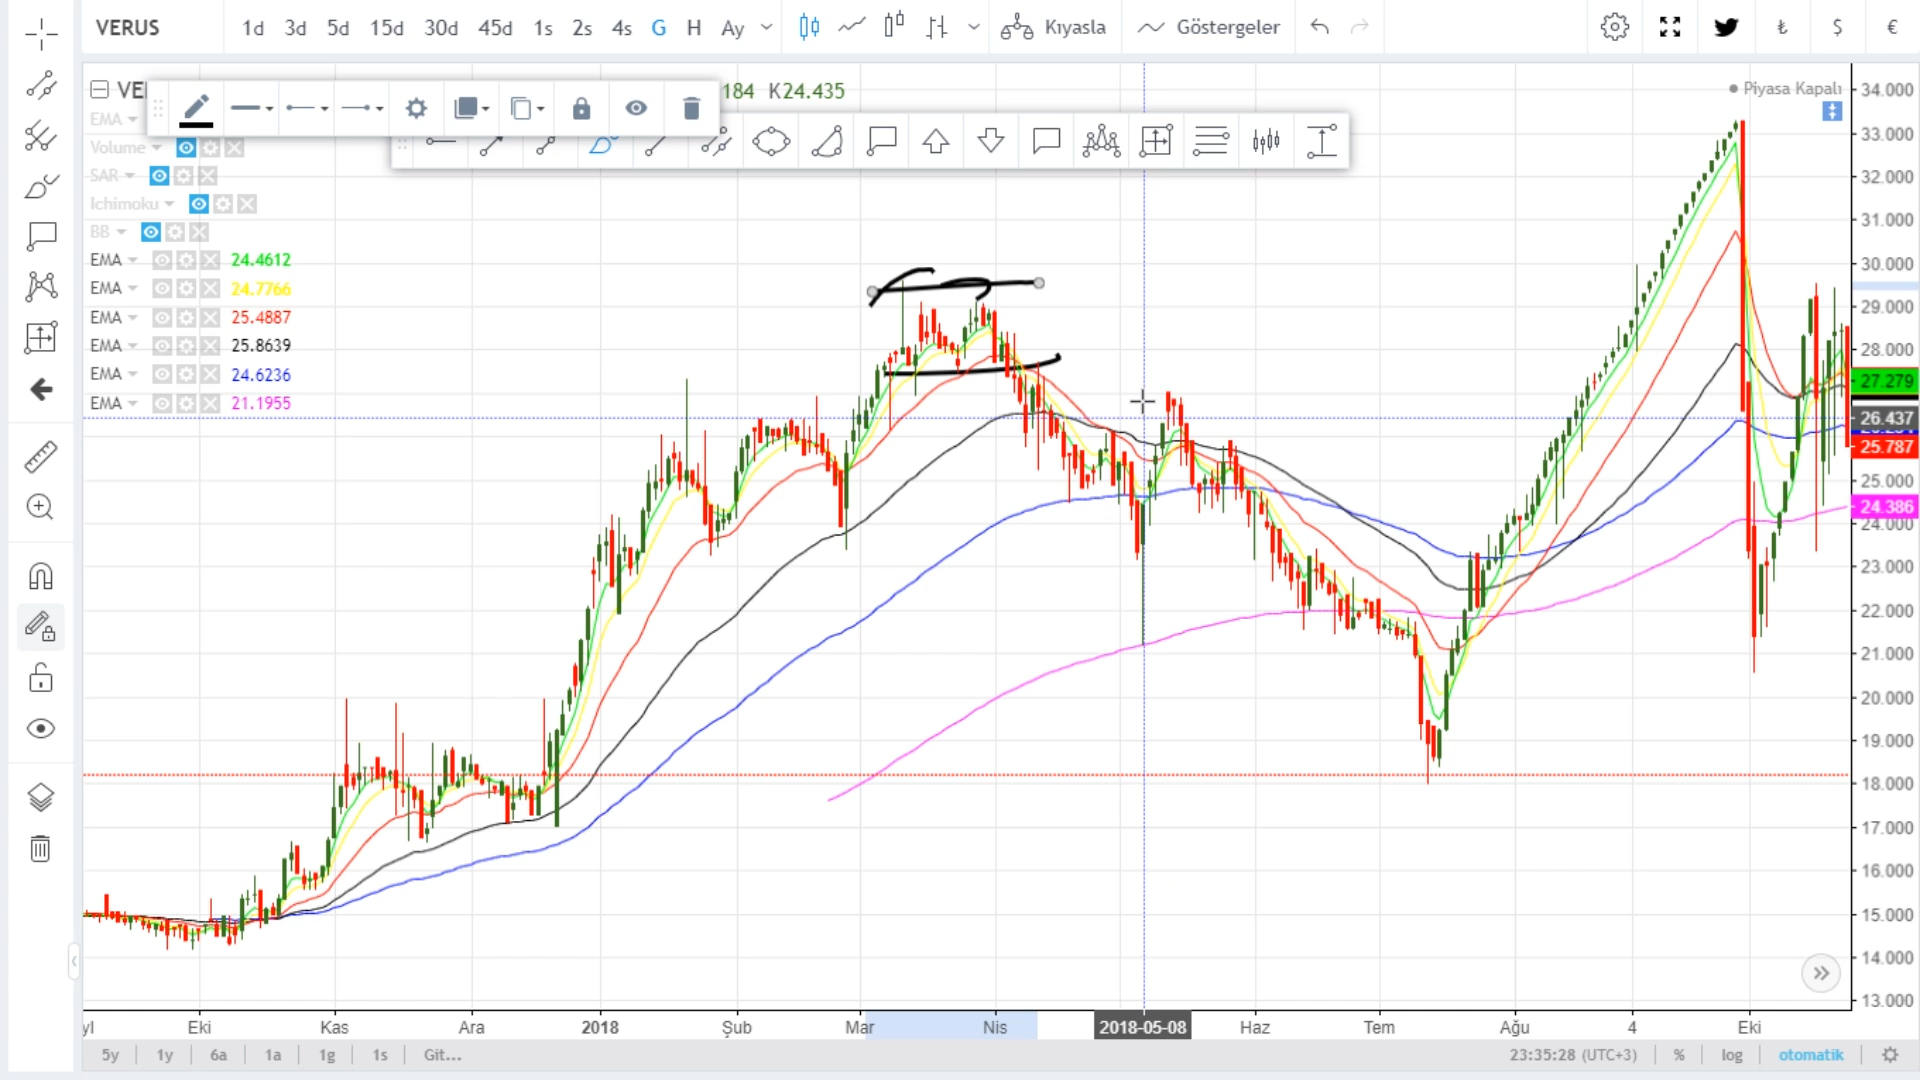 VERUS 1d 3d 5d 15d 30d 45d 1s 2s 4s G H Ay Kıyasla Göstergeler ₺ $ €
VE 184 K24.435 Piyasa Kapalı
EMA
Volume
SAR
Ichimoku
BB
EMA 24.4612
EMA 24.7766
EMA 25.4887
EMA 25.8639
EMA 24.6236
EMA 21.1955
34.000
33.000
32.000
31.000
30.000
29.000
28.000
27.279
26.437
25.787
25.000
24.386
24.000
23.000
22.000
21.000
20.000
19.000
18.000
17.000
16.000
15.000
14.000
13.000
yl Eki Kas Ara 2018 Şub Mar Nis 2018-05-08 Haz Tem Ağu 4 Eki
5y 1y 6a 1a 1g 1s Git... 23:35:28 (UTC+3) % log otomatik